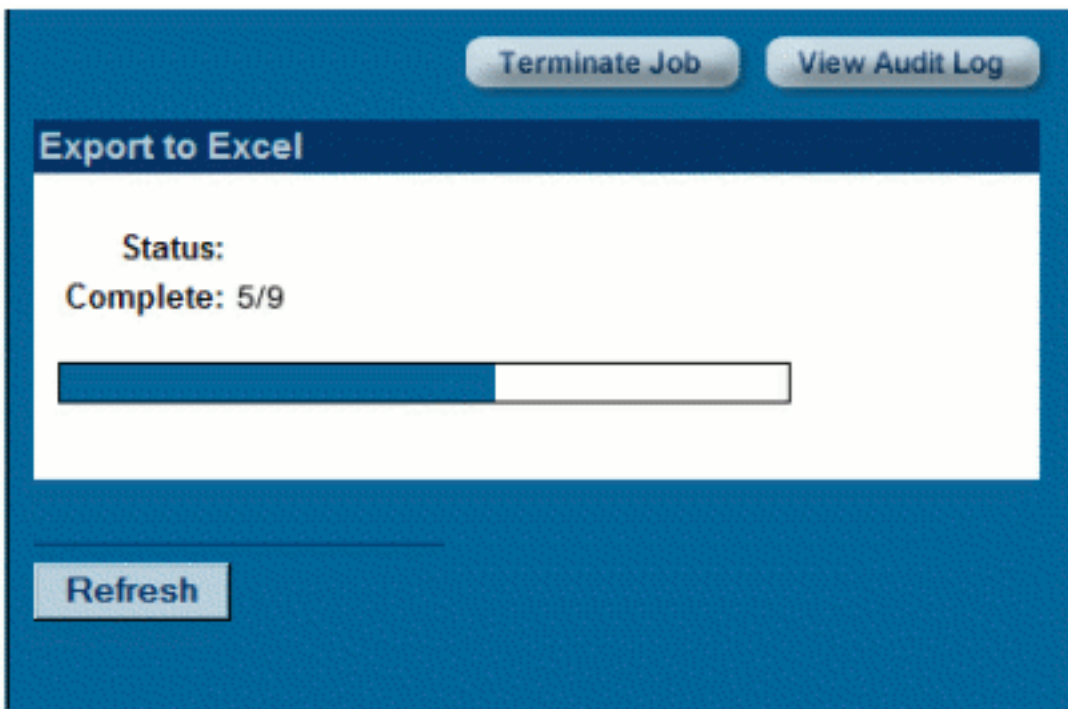 Terminate Job View Audit Log
Export to Excel
Status:
Complete: 5/9
Refresh